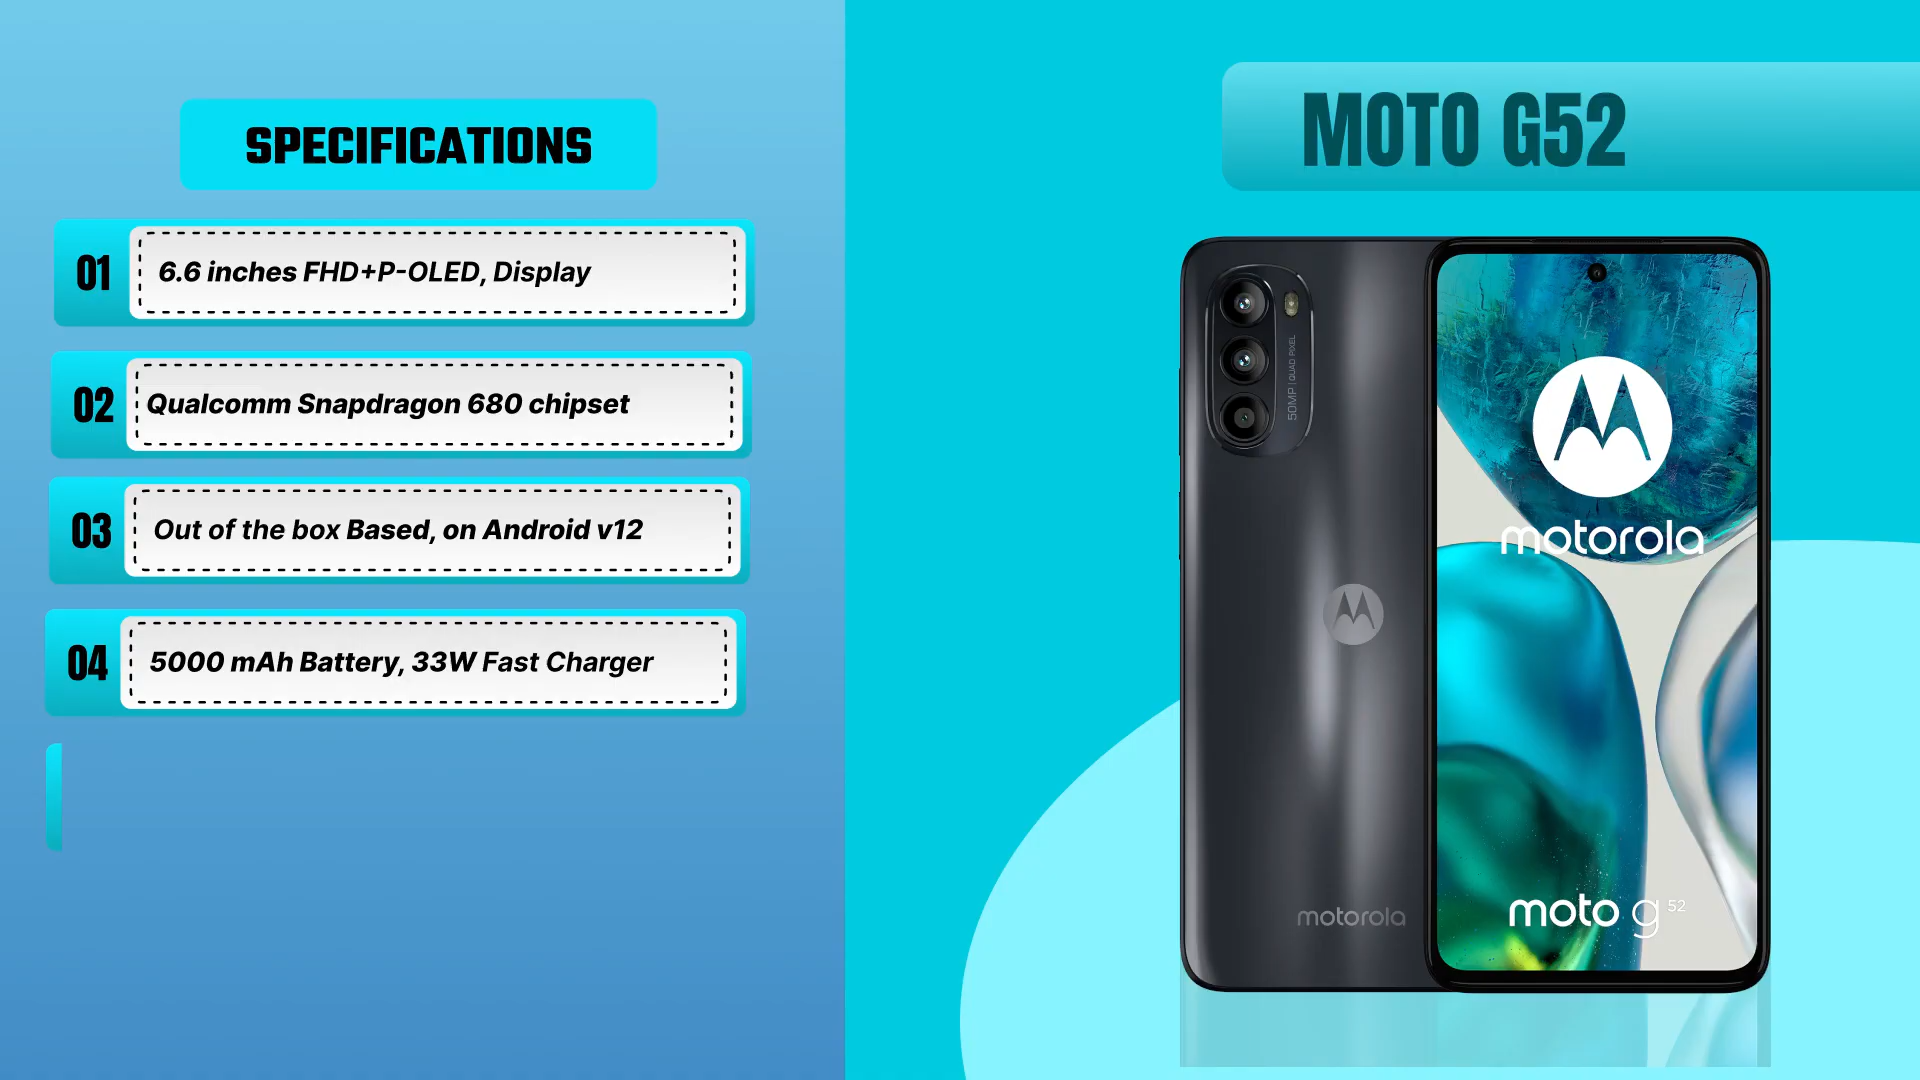 SPECIFICATIONS
01
6.6 inches FHD+P-OLED, Display
02
Qualcomm Snapdragon 680 chipset
03
Out of the box Based, on Android v12
04
5000 mAh Battery, 33W Fast Charger
MOTO G52
50MP | QUAD PIXEL
motorola
motorola
moto g 52